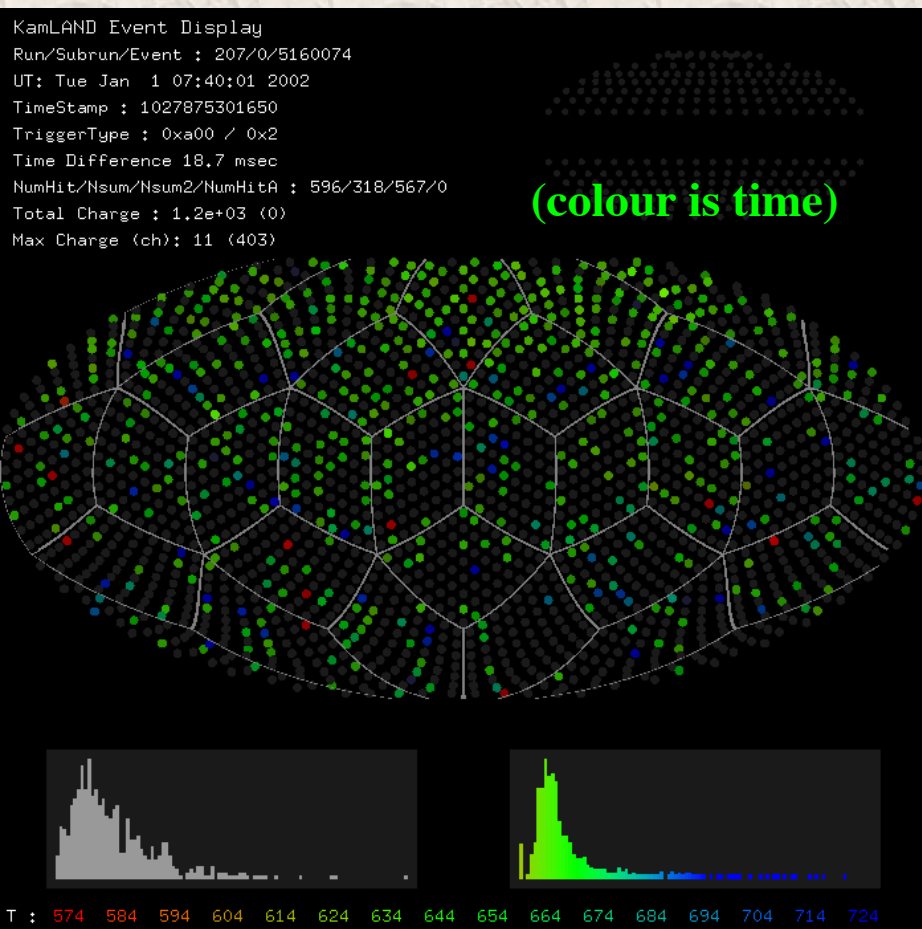 KamLAND Event Display
Run/Subrun/Event : 207/0/5160074
UT: Tue Jan  1 07:40:01 2002
TimeStamp : 1027875301650
TriggerType : 0xa00 / 0x2
Time Difference 18.7 msec
NumHit/Nsum/Nsum2/NumHitA : 596/318/567/0
Total Charge : 1.2e+03 (0)
Max Charge (ch): 11 (403)
(colour is time)
T : 574 584 594 604 614 624 634 644 654 664 674 684 694 704 714 724